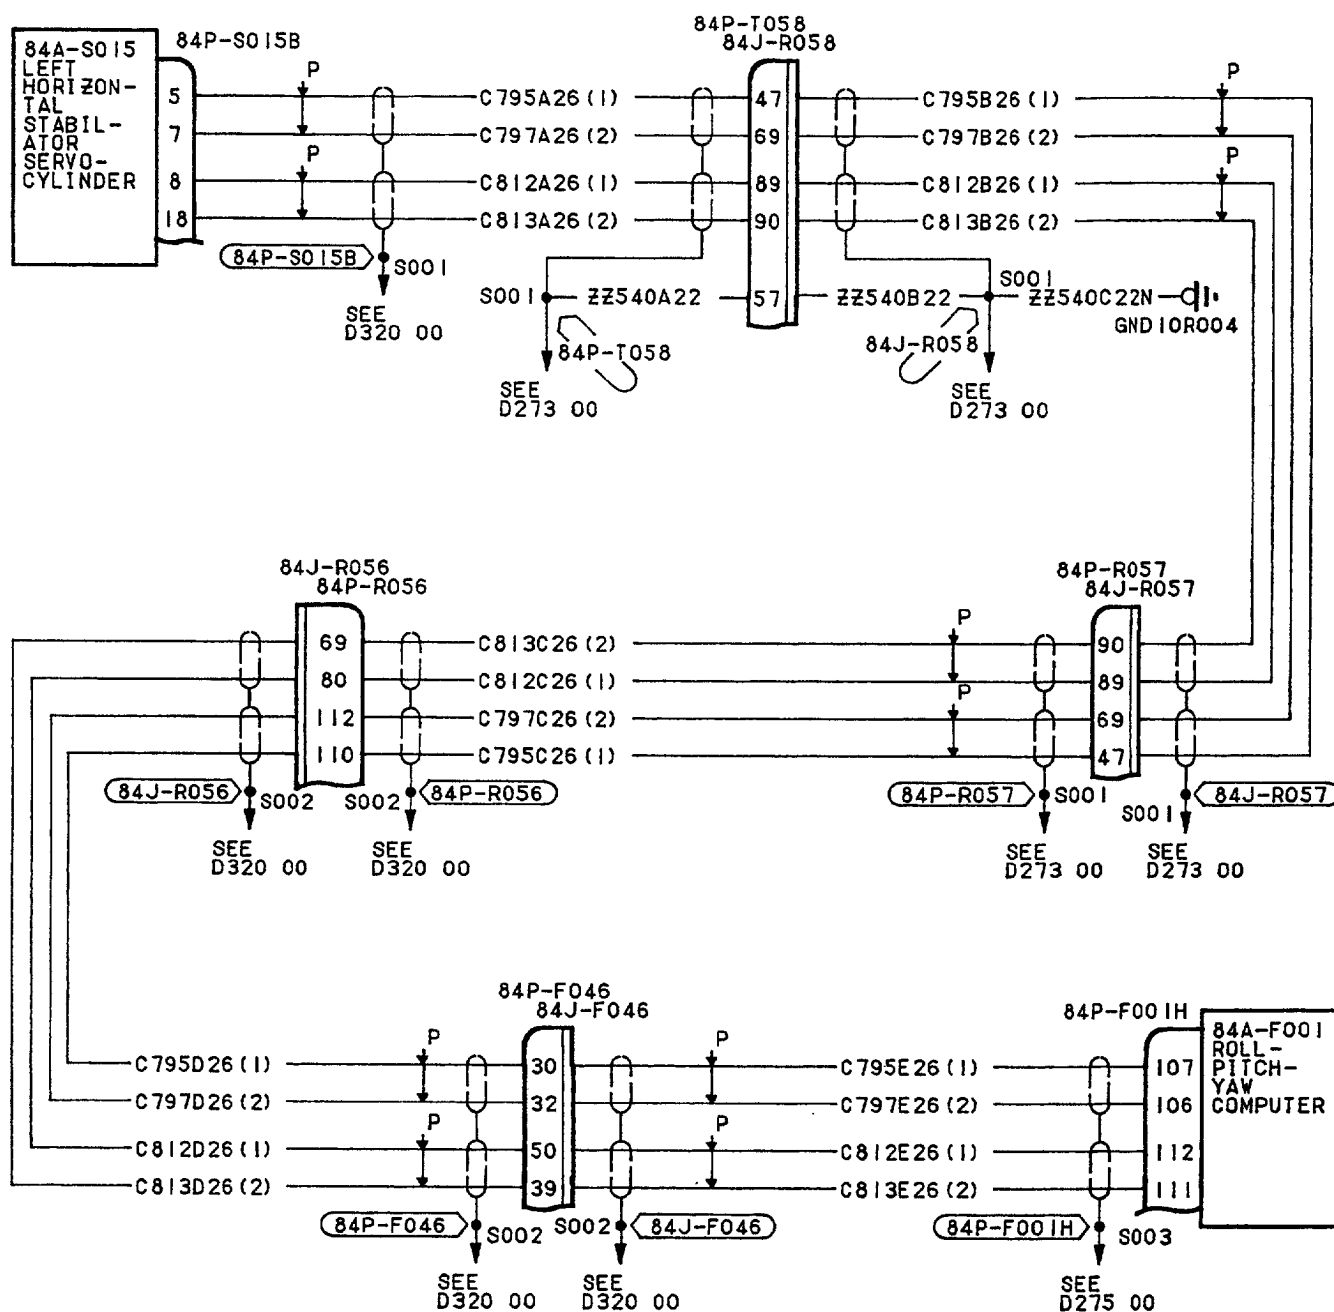 84P-T058
84J-R058
84P-S015B
84A-S015
LEFT
HORIZON-
TAL
STABIL-
ATOR
SERVO-
CYLINDER
P
P
5 C795A26(1) 47 C795B26(1)
7 C797A26(2) 69 C797B26(2)
P
P
8 C812A26(1) 89 C812B26(1)
18 C813A26(2) 90 C813B26(2)
84P-S015B S001
SEE
D320 00
S001 ZZ540A22 57 ZZ540B22 S001 ZZ540C22N
GND10R004
84P-T058
84J-R058
SEE
D273 00
SEE
D273 00
84J-R056
84P-R056
84P-R057
84J-R057
P
69 C813C26(2) 90
80 C812C26(1) 89
P
112 C797C26(2) 69
110 C795C26(1) 47
84J-R056 S002 S002 84P-R056
84P-R057 S001 S001 84J-R057
SEE
D320 00
SEE
D320 00
SEE
D273 00
SEE
D273 00
84P-F046
84J-F046
84P-F001H
84A-F001
ROLL-
PITCH-
YAW
COMPUTER
P
P
C795D26(1) 30 C795E26(1) 107
C797D26(2) 32 C797E26(2) 106
P
P
C812D26(1) 50 C812E26(1) 112
C813D26(2) 39 C813E26(2) 111
84P-F046 S002 S002 84J-F046
84P-F001H S003
SEE
D320 00
SEE
D320 00
SEE
D275 00